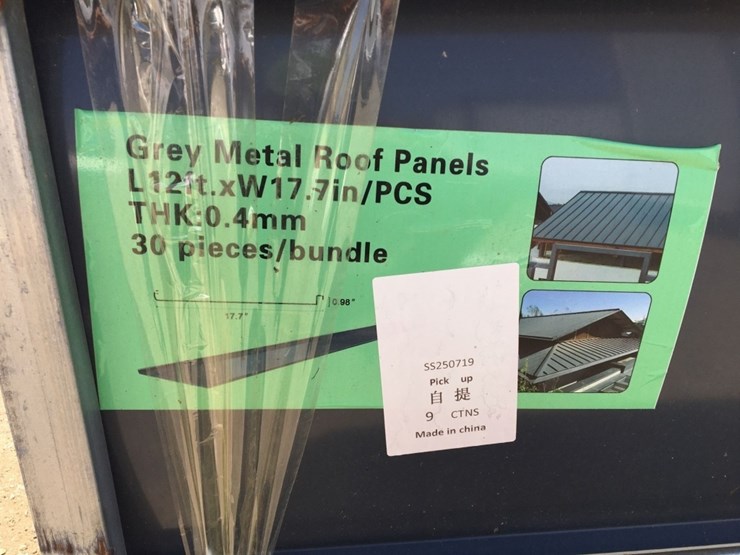 Grey Metal Roof Panels
L12ft.xW17.7in/PCS
THK:0.4mm
30 pieces/bundle
0.98"
17.7"
SS250719
Pick up
自提
9 CTNS
Made in china